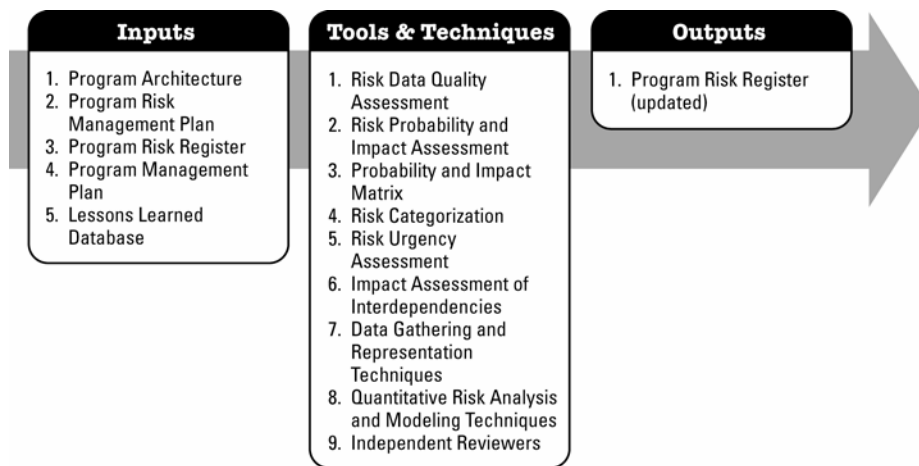 Inputs
1. Program Architecture
2. Program Risk
Management Plan
3. Program Risk Register
4. Program Management
Plan
5. Lessons Learned
Database
Tools & Techniques
1. Risk Data Quality
Assessment
2. Risk Probability and
Impact Assessment
3. Probability and Impact
Matrix
4. Risk Categorization
5. Risk Urgency
Assessment
6. Impact Assessment of
Interdependencies
7. Data Gathering and
Representation
Techniques
8. Quantitative Risk Analysis
and Modeling Techniques
9. Independent Reviewers
Outputs
1. Program Risk Register
(updated)